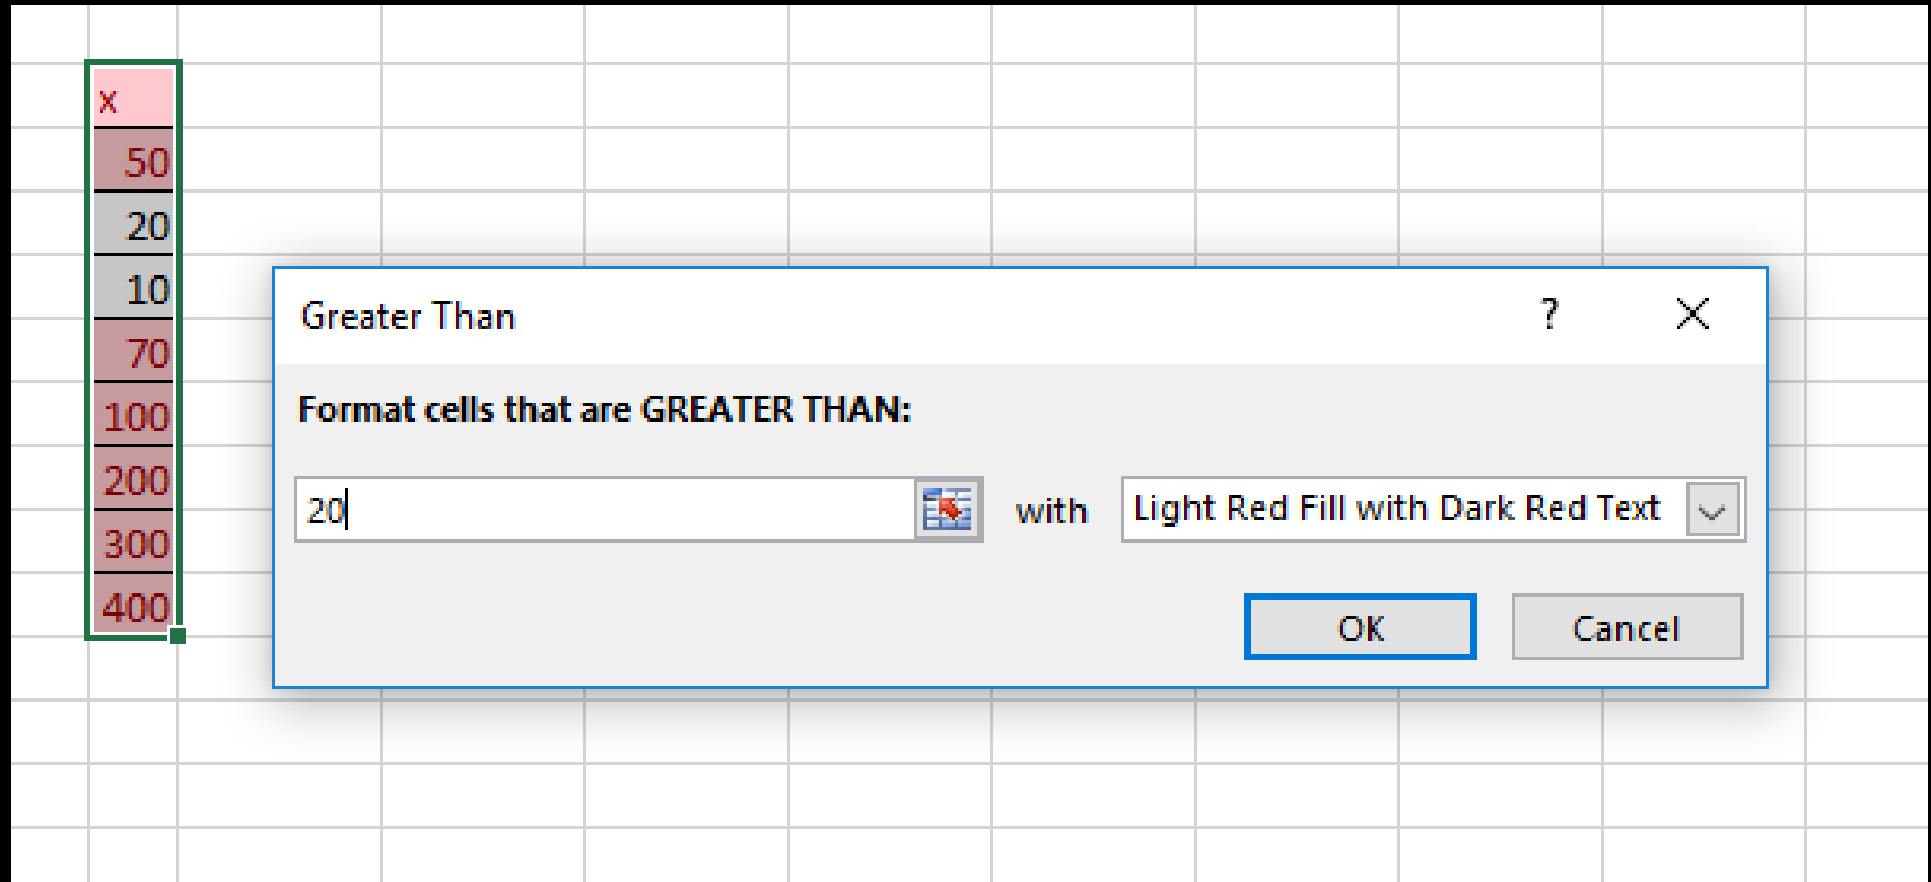 x
50
20
10
70
100
200
300
400
Greater Than
?
Format cells that are GREATER THAN:
20 with Light Red Fill with Dark Red Text
OK Cancel